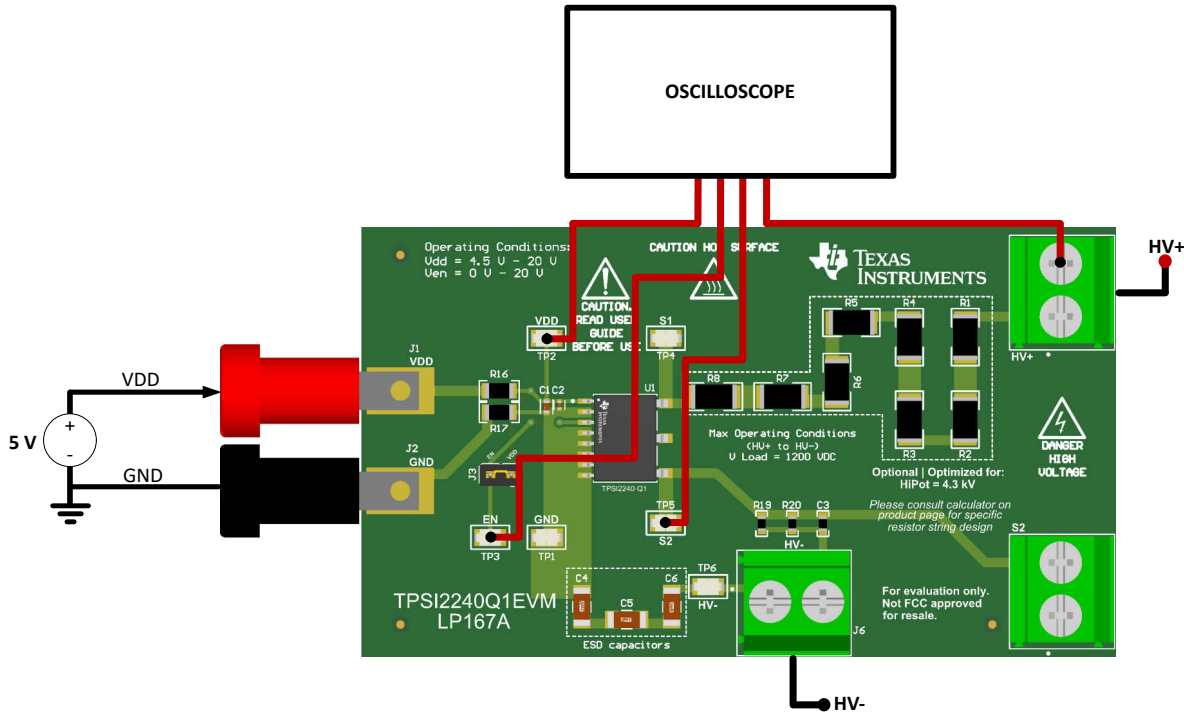 OSCILLOSCOPE
Operating Conditions:
Vdd = 4.5 V - 20 V
Ven = 0 V - 20 V
CAUTION HOT SURFACE
TEXAS
INSTRUMENTS
HV+
CAUTION,
READ USER
GUIDE
BEFORE USE
VDD
TP2
S1
TP4
R5
R4
R1
HV+
J1
VDD
VDD
R16
R17
C1
C2
U1
TEXAS
INSTRUMENTS
TPSI2240-Q1
R8
R7
R6
R3
R2
5 V
+
-
GND
J2
GND
EN
VDD
J3
Max Operating Conditions
(HV+ to HV-)
V Load = 1200 VDC
Optional | Optimized for:
HiPot = 4.3 kV
Please consult calculator on
product page for specific
resistor string design
DANGER
HIGH
VOLTAGE
EN
TP3
GND
TP1
TP5
S2
R19
R20
C3
HV-
S2
TPSI2240Q1EVM
LP167A
C4
C5
C6
ESD capacitors
TP6
HV-
J6
For evaluation only.
Not FCC approved
for resale.
HV-